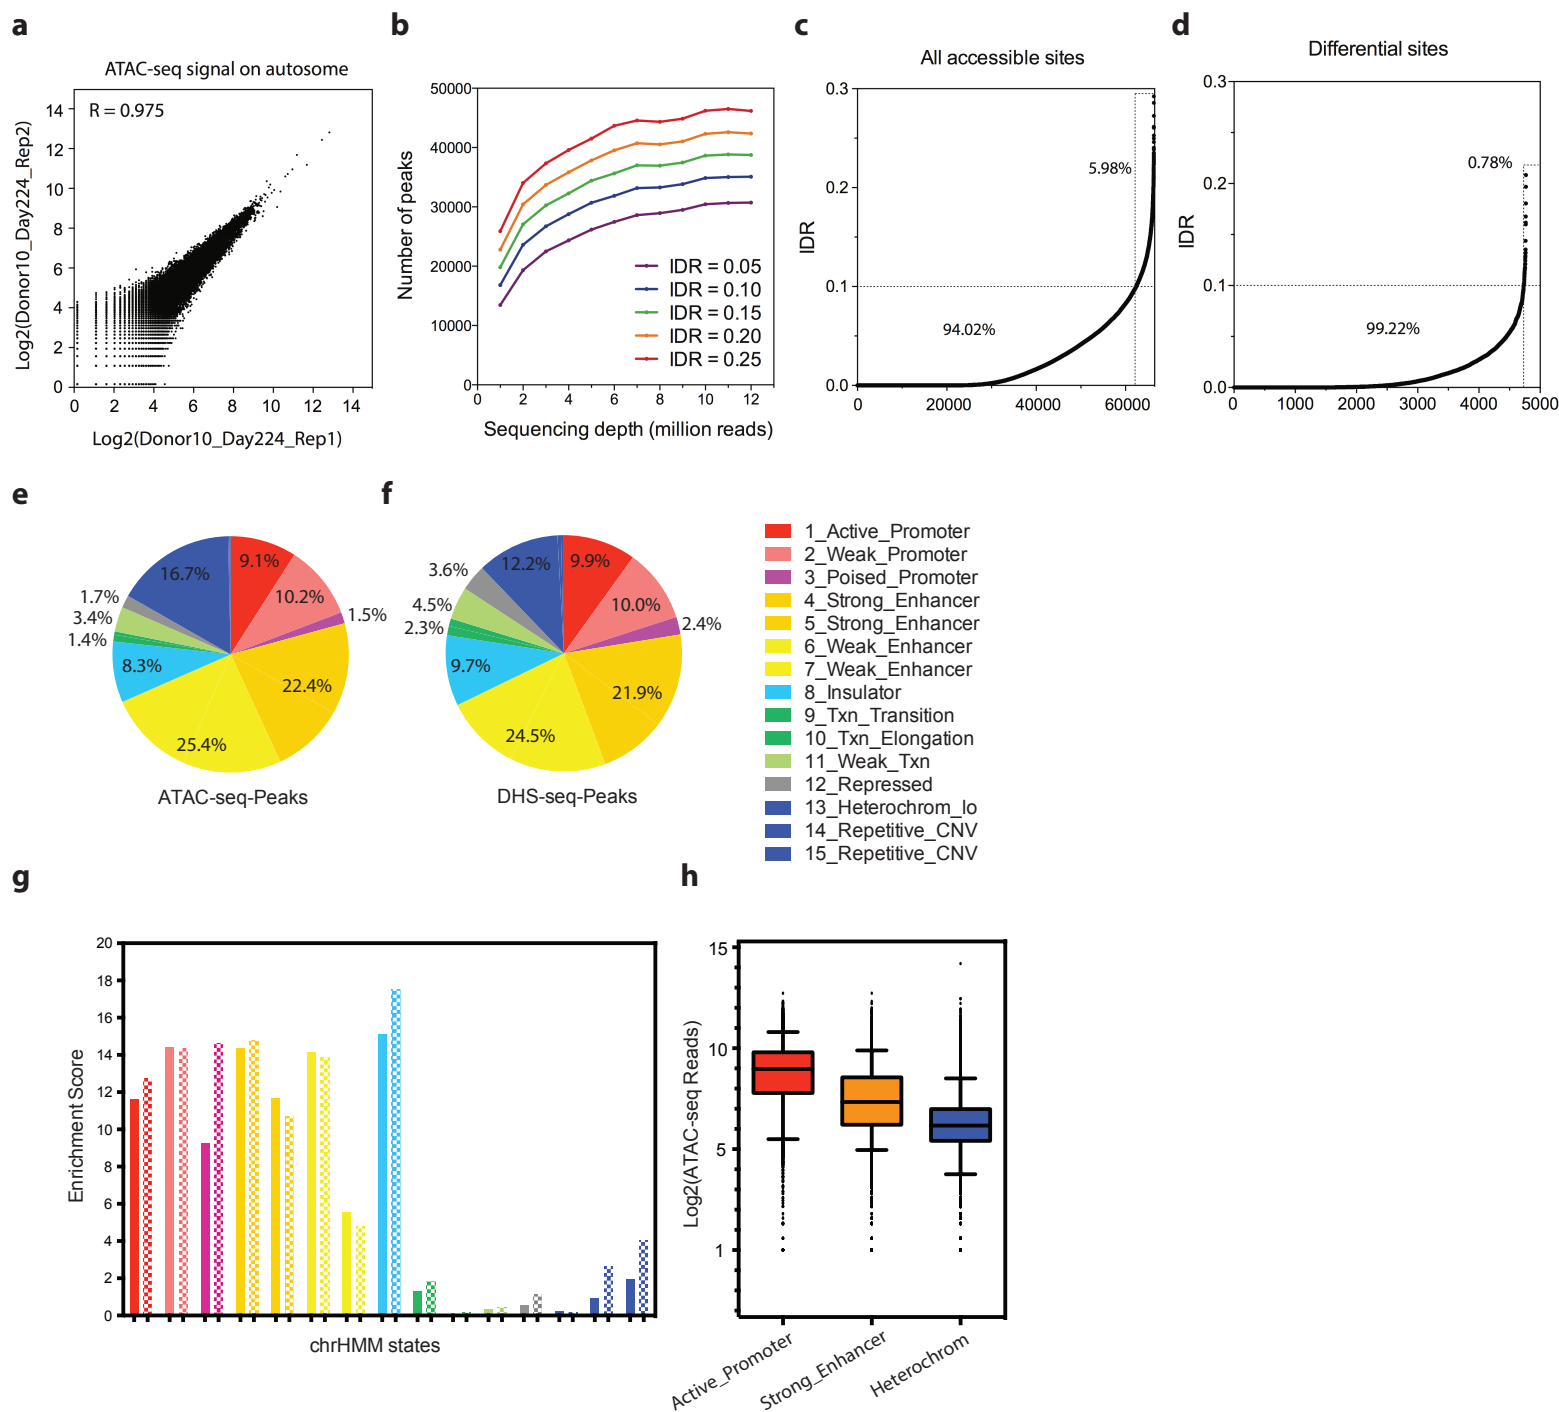 a
ATAC-seq signal on autosome
R = 0.975
14
12
10
8
6
4
2
0
0 2 4 6 8 10 12 14
Log2(Donor10_Day224_Rep2)
Log2(Donor10_Day224_Rep1)
b
50000
40000
30000
20000
10000
0
0 2 4 6 8 10 12
Number of peaks
Sequencing depth (million reads)
IDR = 0.05
IDR = 0.10
IDR = 0.15
IDR = 0.20
IDR = 0.25
c
All accessible sites
0.3
0.2
0.1
0.0
IDR
5.98%
94.02%
0 20000 40000 60000
d
Differential sites
0.3
0.2
0.1
0.0
IDR
0.78%
99.22%
0 1000 2000 3000 4000 5000
e
9.1%
10.2%
1.5%
22.4%
25.4%
8.3%
1.4%
3.4%
1.7%
16.7%
ATAC-seq-Peaks
f
9.9%
10.0%
2.4%
21.9%
24.5%
9.7%
2.3%
4.5%
3.6%
12.2%
DHS-seq-Peaks
1_Active_Promoter
2_Weak_Promoter
3_Poised_Promoter
4_Strong_Enhancer
5_Strong_Enhancer
6_Weak_Enhancer
7_Weak_Enhancer
8_Insulator
9_Txn_Transition
10_Txn_Elongation
11_Weak_Txn
12_Repressed
13_Heterochrom_lo
14_Repetitive_CNV
15_Repetitive_CNV
g
20
18
16
14
12
10
8
6
4
2
0
Enrichment Score
chrHMM states
h
15
10
5
1
Log2(ATAC-seq Reads)
Active_Promoter
Strong_Enhancer
Heterochrom